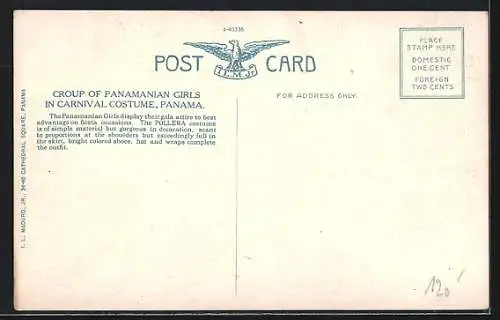 A-45336
POST CARD
I.L.M.Jr.
PLACE
STAMP HERE
DOMESTIC
ONE CENT
FOREIGN
TWO CENTS
FOR ADDRESS ONLY.
CROUP OF PANAMANIAN GIRLS
IN CARNIVAL COSTUME, PANAMA.
The Panamanian Girls display their gala attire to best
advantage on fiesta occasions. The POLLERA costume
is of simple material but gorgeous in decoration, scant
in proportions at the shoulders but exceedingly full in
the skirt, bright colored shoes, hat and wraps complete
the outfit.
I. L. MADURO, JR., 34-40 CATHEDRAL SQUARE, PANAMA
120